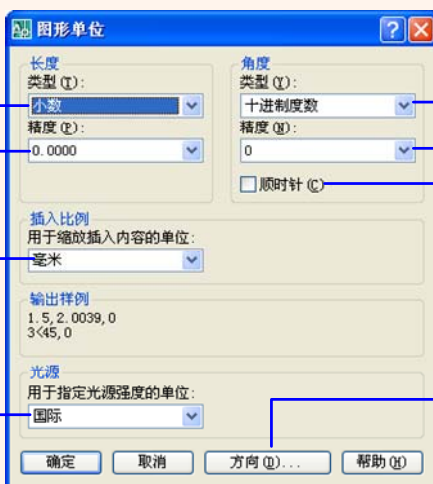 图形单位
长度
类型(T):
小数
精度(P):
0.0000
角度
类型(Y):
十进制度数
精度(N):
0
顺时针(C)
插入比例
用于缩放插入内容的单位:
毫米
输出样例
1.5,2.0039,0
3<45,0
光源
用于指定光源强度的单位:
国际
确定 取消 方向(D)... 帮助(H)